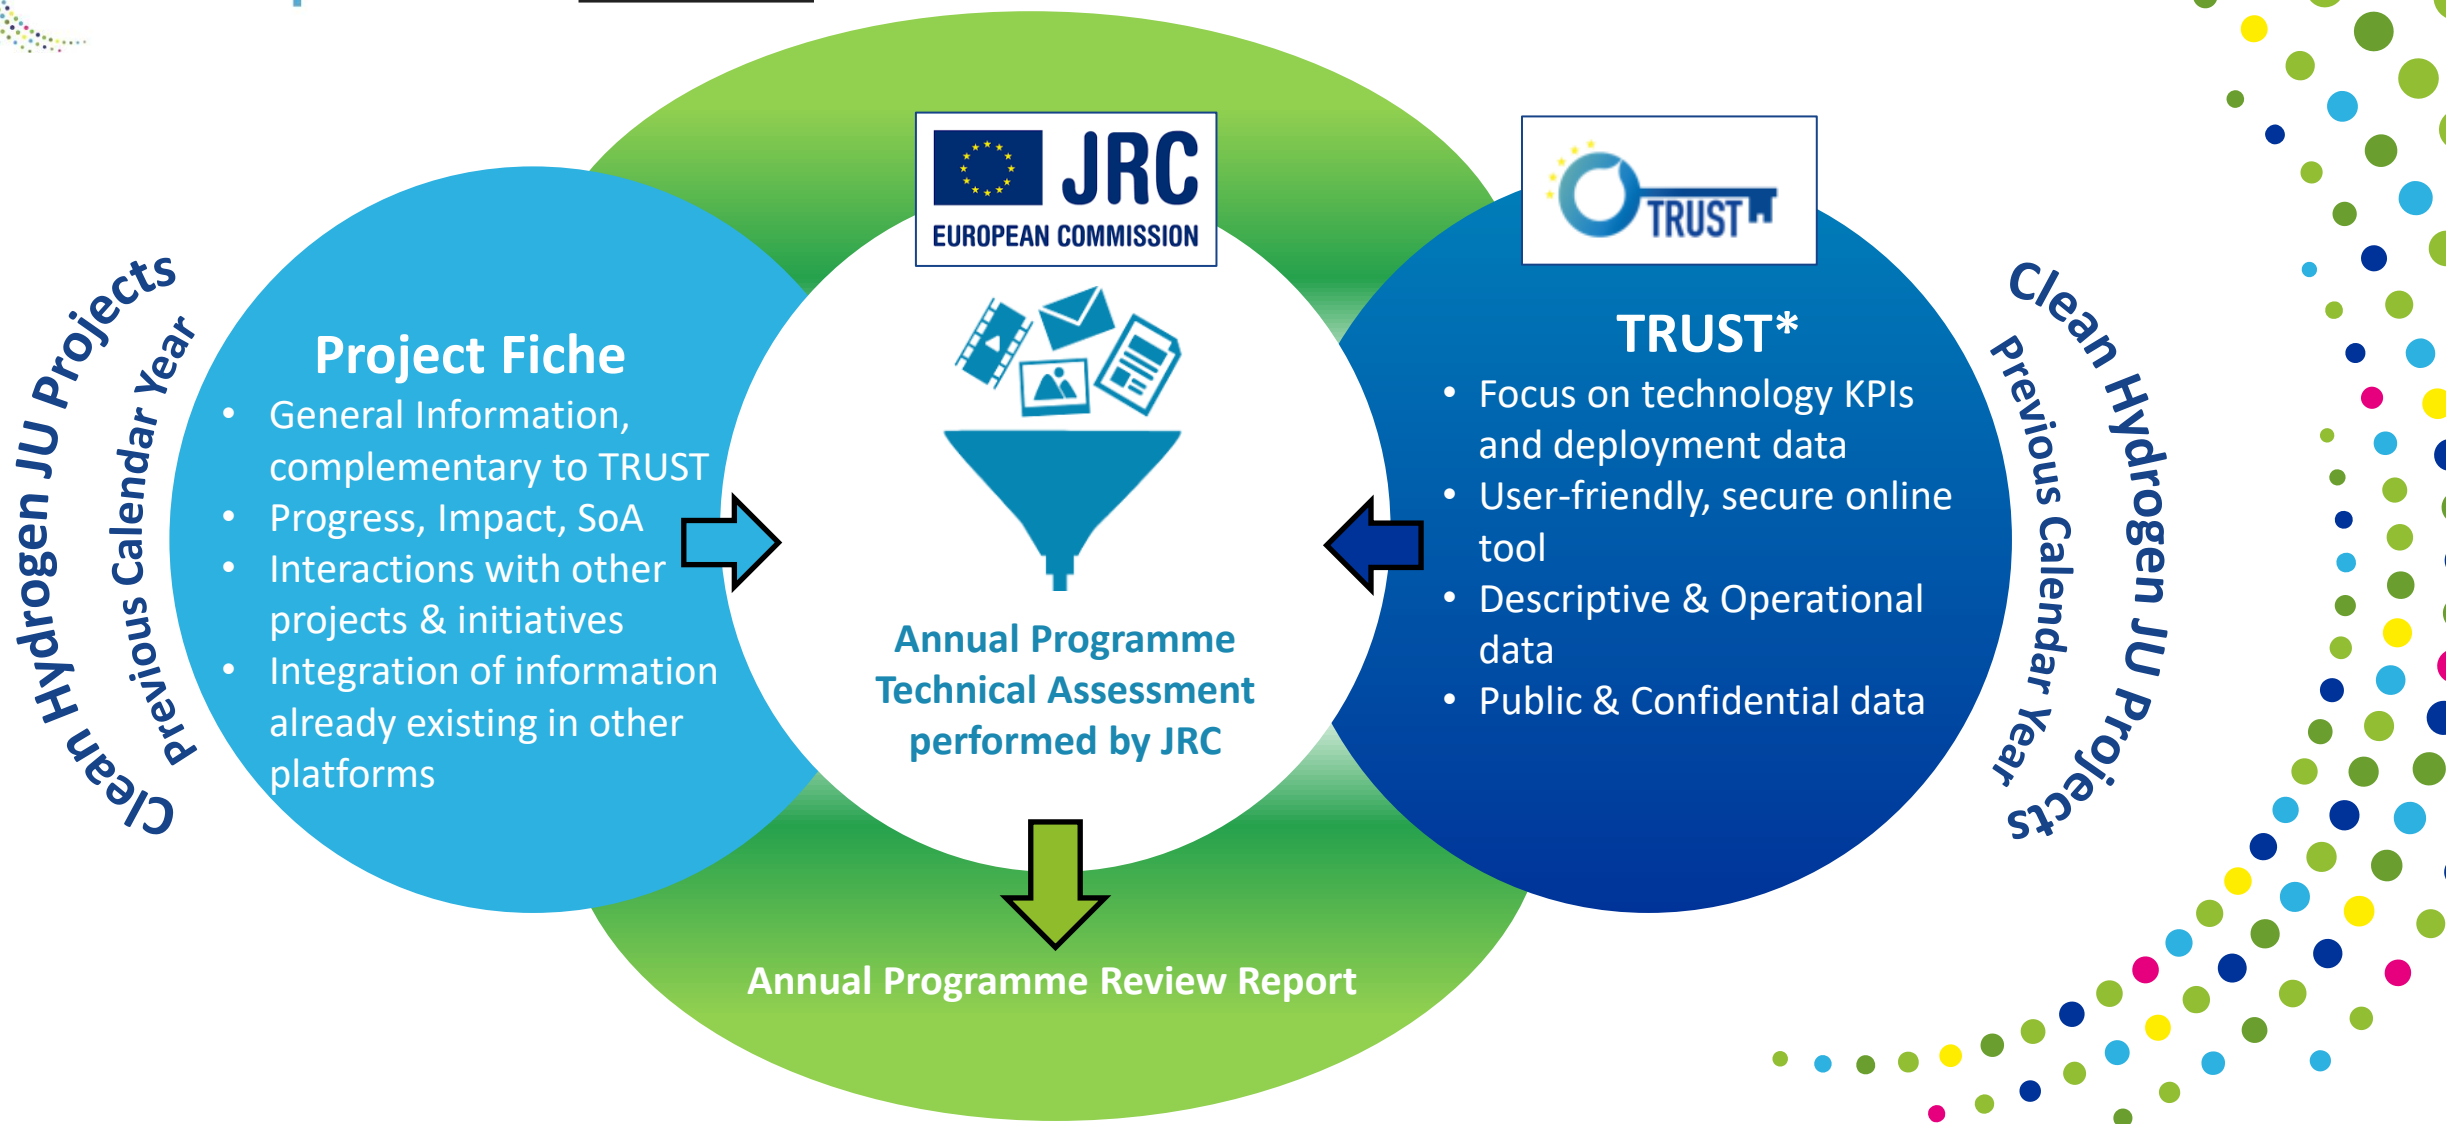 Clean Hydrogen JU Projects
Previous Calendar Year
Project Fiche
• General Information,
complementary to TRUST
• Progress, Impact, SoA
• Interactions with other
projects & initiatives
• Integration of information
already existing in other
platforms
JRC
EUROPEAN COMMISSION
Annual Programme
Technical Assessment
performed by JRC
Annual Programme Review Report
TRUST
TRUST*
• Focus on technology KPIs
and deployment data
• User-friendly, secure online
tool
• Descriptive & Operational
data
• Public & Confidential data
Clean Hydrogen JU Projects
Previous Calendar Year